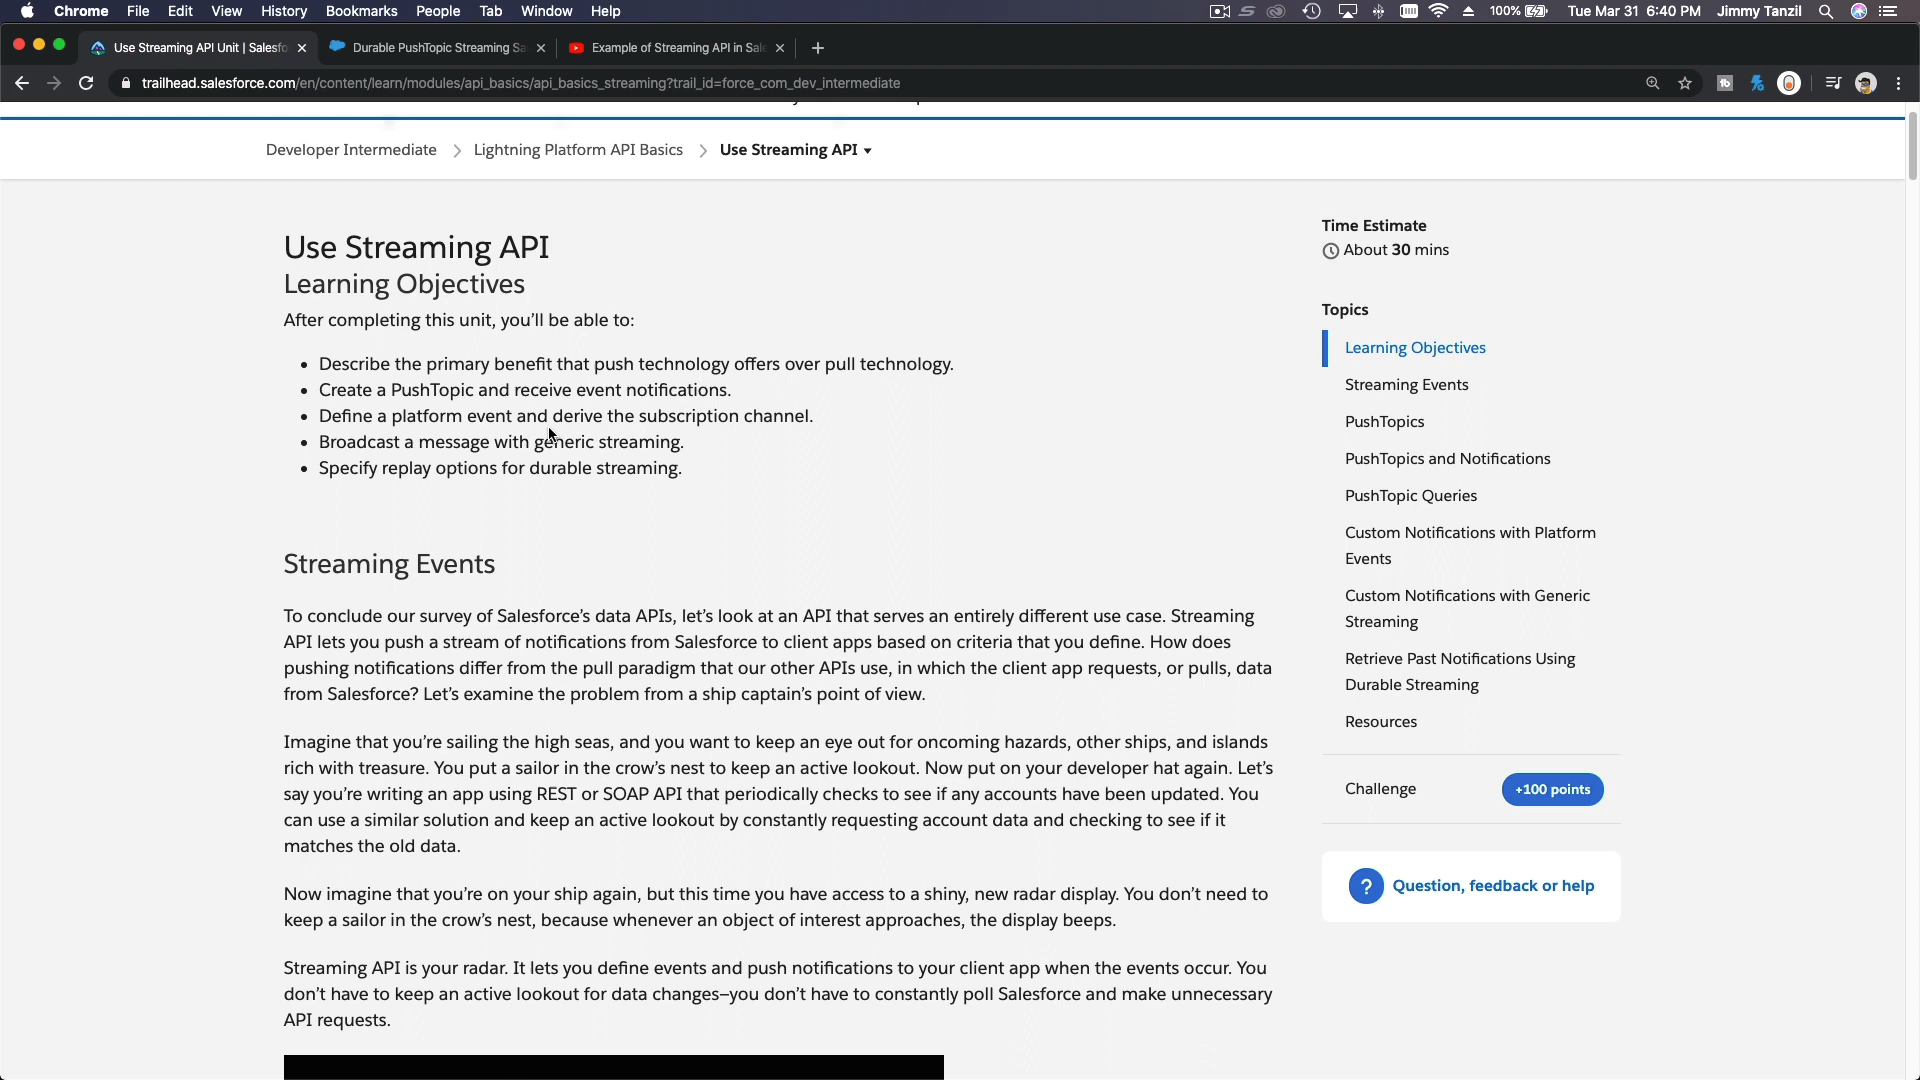 Chrome File Edit View History Bookmarks People Tab Window Help 100% Tue Mar 31 6:40 PM Jimmy Tanzil
Use Streaming API Unit | Salesfo Durable PushTopic Streaming Sa Example of Streaming API in Sale
trailhead.salesforce.com/en/content/learn/modules/api_basics/api_basics_streaming?trail_id=force_com_dev_intermediate
Developer Intermediate Lightning Platform API Basics Use Streaming API
Use Streaming API
Learning Objectives
After completing this unit, you’ll be able to:
• Describe the primary benefit that push technology offers over pull technology.
• Create a PushTopic and receive event notifications.
• Define a platform event and derive the subscription channel.
• Broadcast a message with generic streaming.
• Specify replay options for durable streaming.
Streaming Events
To conclude our survey of Salesforce’s data APIs, let’s look at an API that serves an entirely different use case. Streaming
API lets you push a stream of notifications from Salesforce to client apps based on criteria that you define. How does
pushing notifications differ from the pull paradigm that our other APIs use, in which the client app requests, or pulls, data
from Salesforce? Let’s examine the problem from a ship captain’s point of view.
Imagine that you’re sailing the high seas, and you want to keep an eye out for oncoming hazards, other ships, and islands
rich with treasure. You put a sailor in the crow’s nest to keep an active lookout. Now put on your developer hat again. Let’s
say you’re writing an app using REST or SOAP API that periodically checks to see if any accounts have been updated. You
can use a similar solution and keep an active lookout by constantly requesting account data and checking to see if it
matches the old data.
Now imagine that you’re on your ship again, but this time you have access to a shiny, new radar display. You don’t need to
keep a sailor in the crow’s nest, because whenever an object of interest approaches, the display beeps.
Streaming API is your radar. It lets you define events and push notifications to your client app when the events occur. You
don’t have to keep an active lookout for data changes—you don’t have to constantly poll Salesforce and make unnecessary
API requests.
Time Estimate
About 30 mins
Topics
Learning Objectives
Streaming Events
PushTopics
PushTopics and Notifications
PushTopic Queries
Custom Notifications with Platform
Events
Custom Notifications with Generic
Streaming
Retrieve Past Notifications Using
Durable Streaming
Resources
Challenge +100 points
? Question, feedback or help